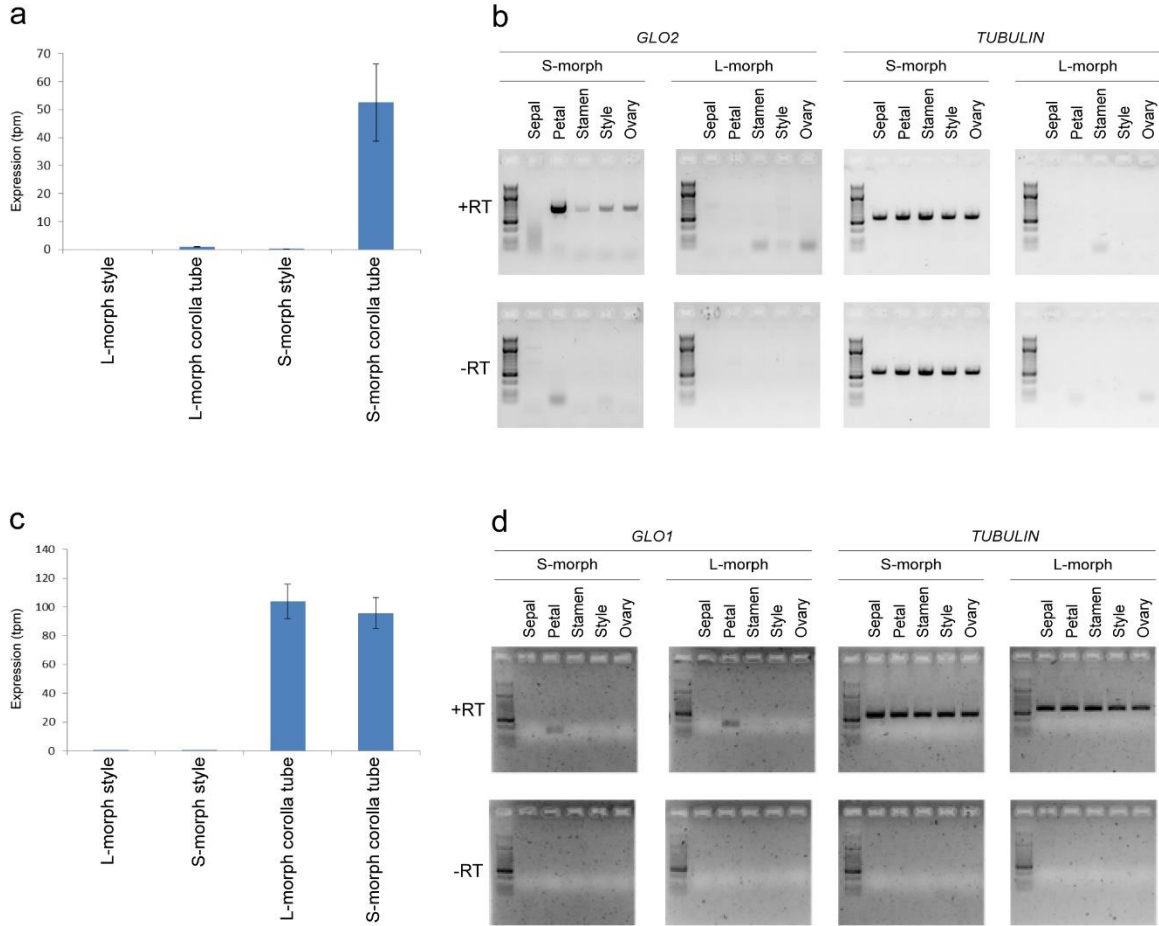 a
Expression (tpm)
70
60
50
40
30
20
10
0
L-morph style
L-morph corolla tube
S-morph style
S-morph corolla tube
b
GLO2
TUBULIN
S-morph
L-morph
S-morph
L-morph
Sepal
Petal
Stamen
Style
Ovary
Sepal
Petal
Stamen
Style
Ovary
Sepal
Petal
Stamen
Style
Ovary
Sepal
Petal
Stamen
Style
Ovary
+RT
-RT
c
Expression (tpm)
140
120
100
80
60
40
20
0
L-morph style
S-morph style
L-morph corolla tube
S-morph corolla tube
d
GLO1
TUBULIN
S-morph
L-morph
S-morph
L-morph
Sepal
Petal
Stamen
Style
Ovary
Sepal
Petal
Stamen
Style
Ovary
Sepal
Petal
Stamen
Style
Ovary
Sepal
Petal
Stamen
Style
Ovary
+RT
-RT